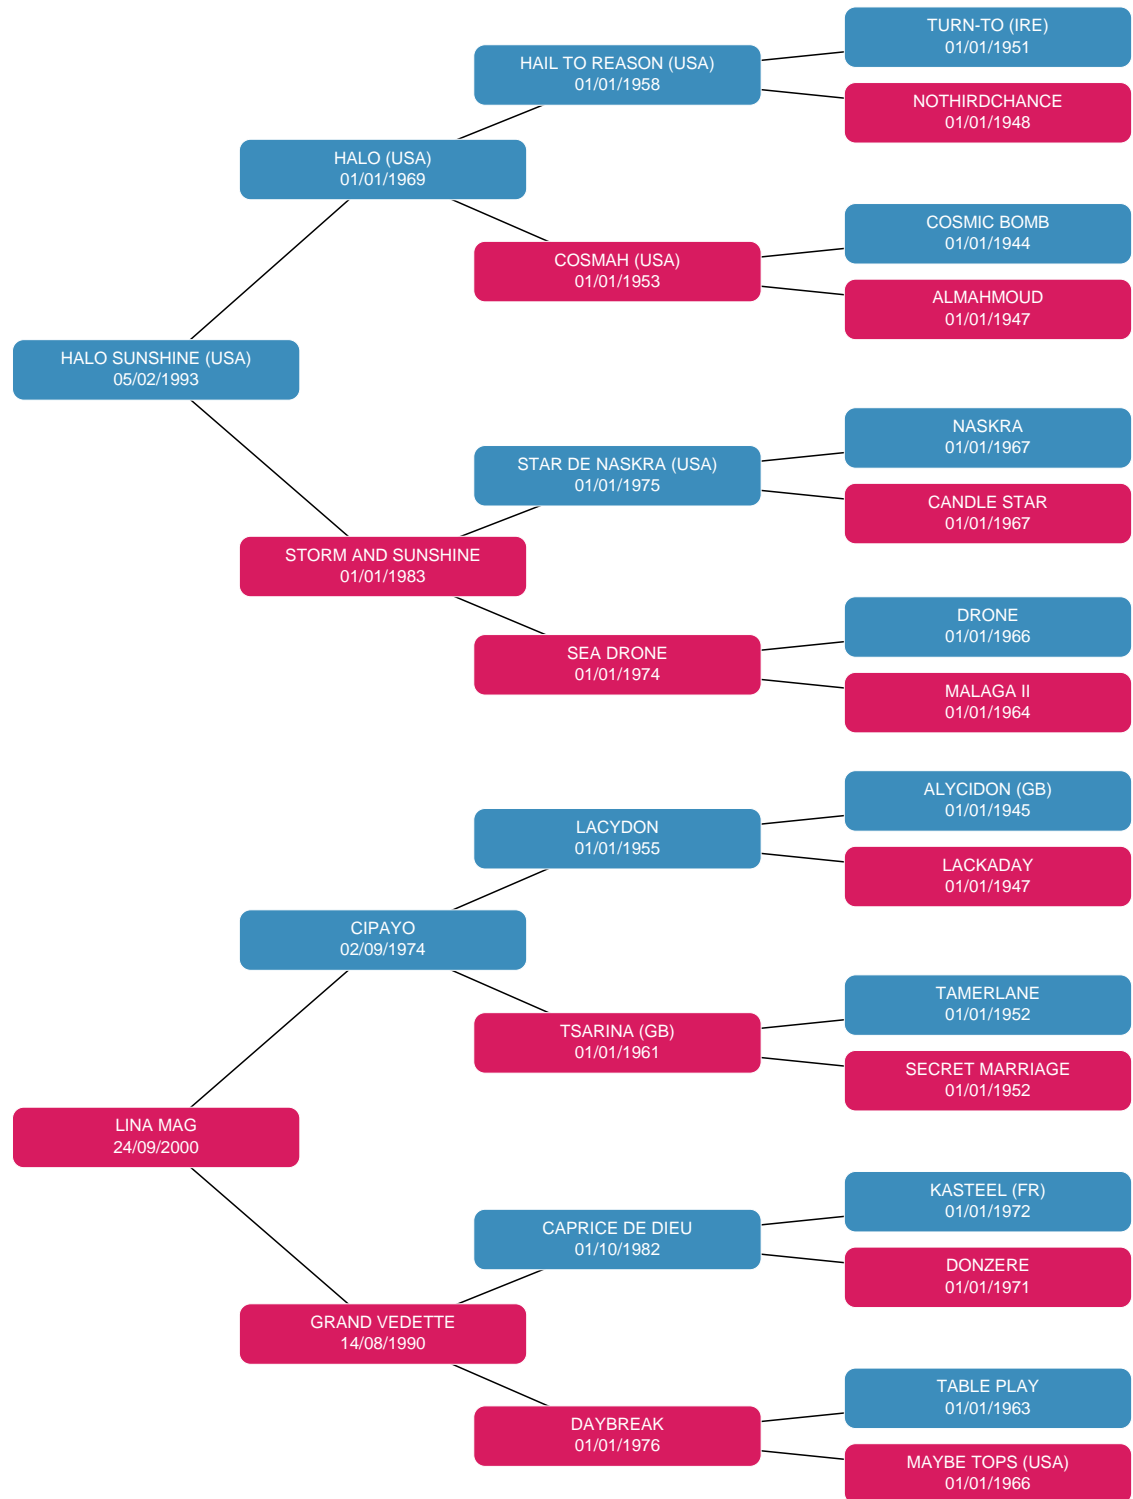 TURN-TO (IRE)
01/01/1951
HAIL TO REASON (USA)
01/01/1958
NOTHIRDCHANCE
01/01/1948
HALO (USA)
01/01/1969
COSMIC BOMB
01/01/1944
COSMAH (USA)
01/01/1953
ALMAHMOUD
01/01/1947
HALO SUNSHINE (USA)
05/02/1993
NASKRA
01/01/1967
STAR DE NASKRA (USA)
01/01/1975
CANDLE STAR
01/01/1967
STORM AND SUNSHINE
01/01/1983
DRONE
01/01/1966
SEA DRONE
01/01/1974
MALAGA II
01/01/1964
ALYCIDON (GB)
01/01/1945
LACYDON
01/01/1955
LACKADAY
01/01/1947
CIPAYO
02/09/1974
TAMERLANE
01/01/1952
TSARINA (GB)
01/01/1961
SECRET MARRIAGE
01/01/1952
LINA MAG
24/09/2000
KASTEEL (FR)
01/01/1972
CAPRICE DE DIEU
01/10/1982
DONZERE
01/01/1971
GRAND VEDETTE
14/08/1990
TABLE PLAY
01/01/1963
DAYBREAK
01/01/1976
MAYBE TOPS (USA)
01/01/1966